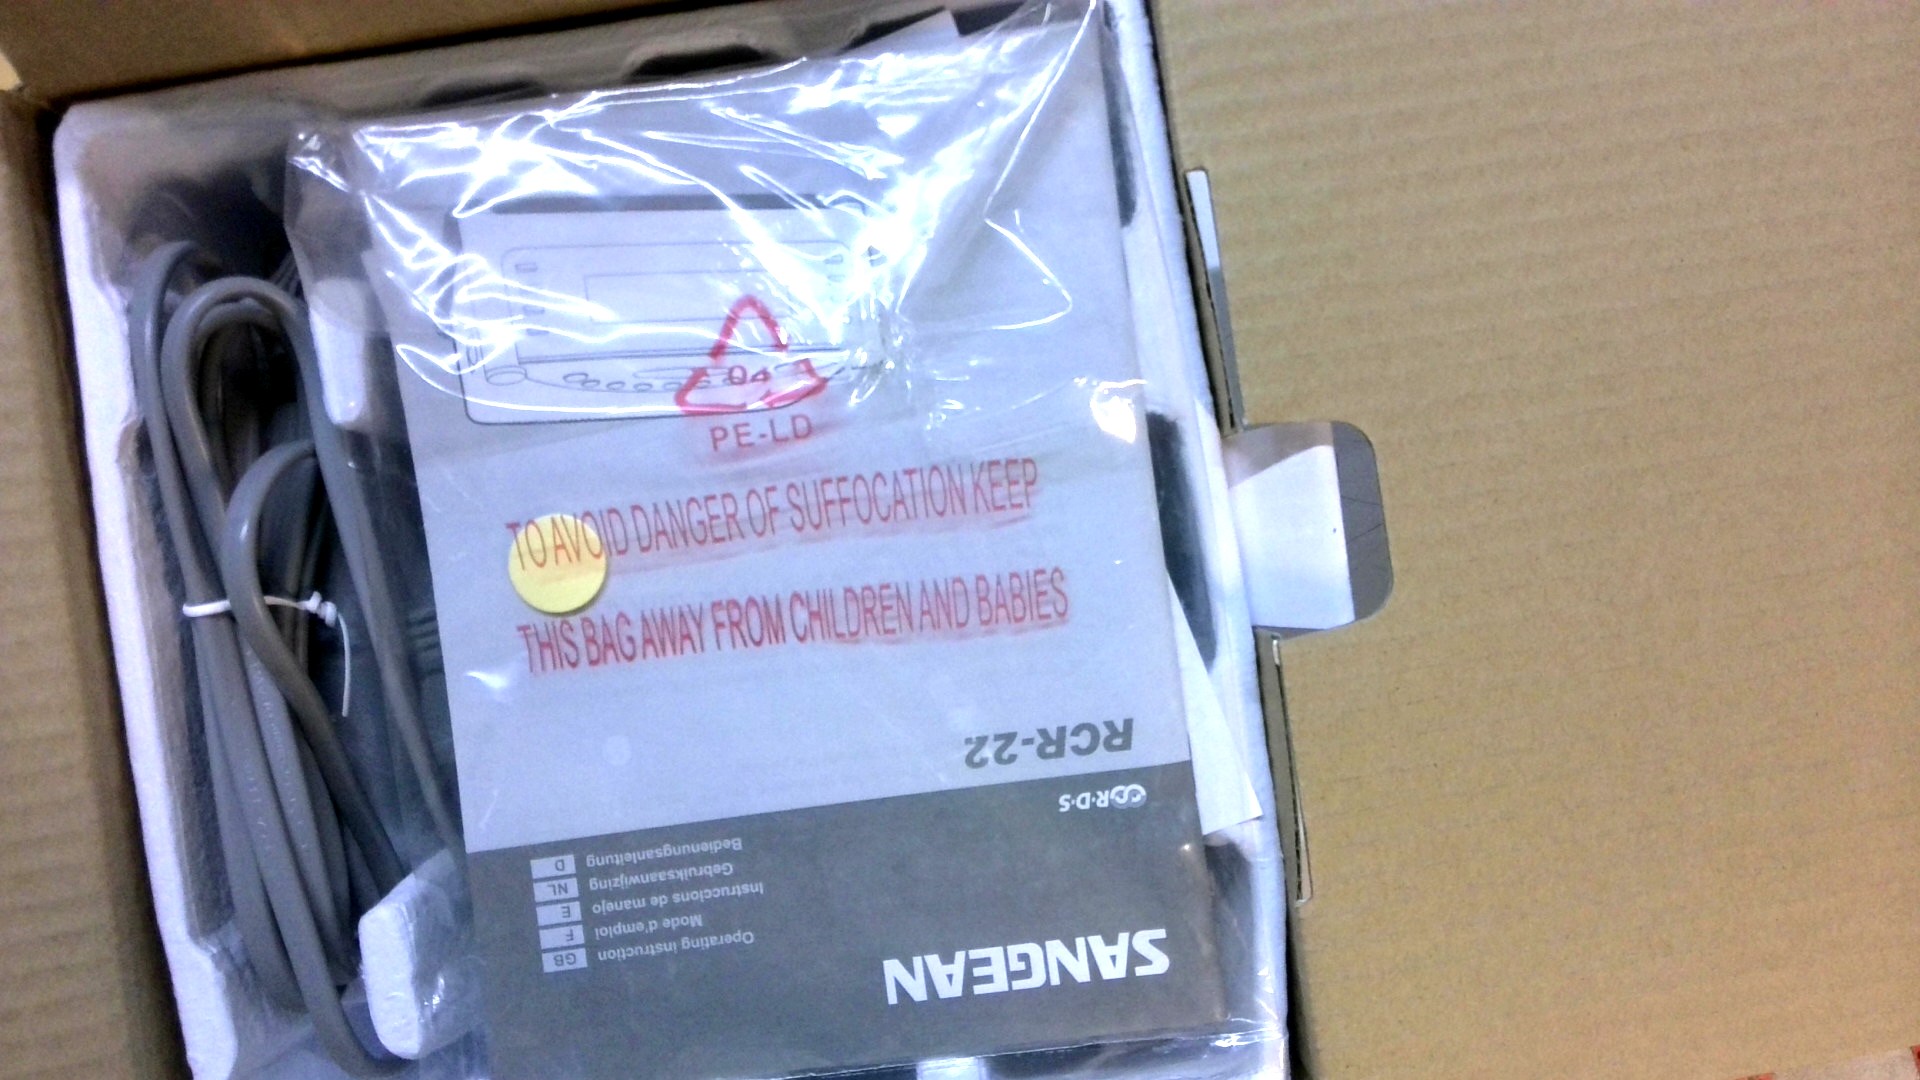 04
PE-LD
TO AVOID DANGER OF SUFFOCATION KEEP
THIS BAG AWAY FROM CHILDREN AND BABIES
SANGEAN
GB Operating instruction
F Mode d'emploi
E Instruccions de manejo
NL Gebruiksaanwijzing
D Bedienungsanleitung
R·D·S
RCR-22